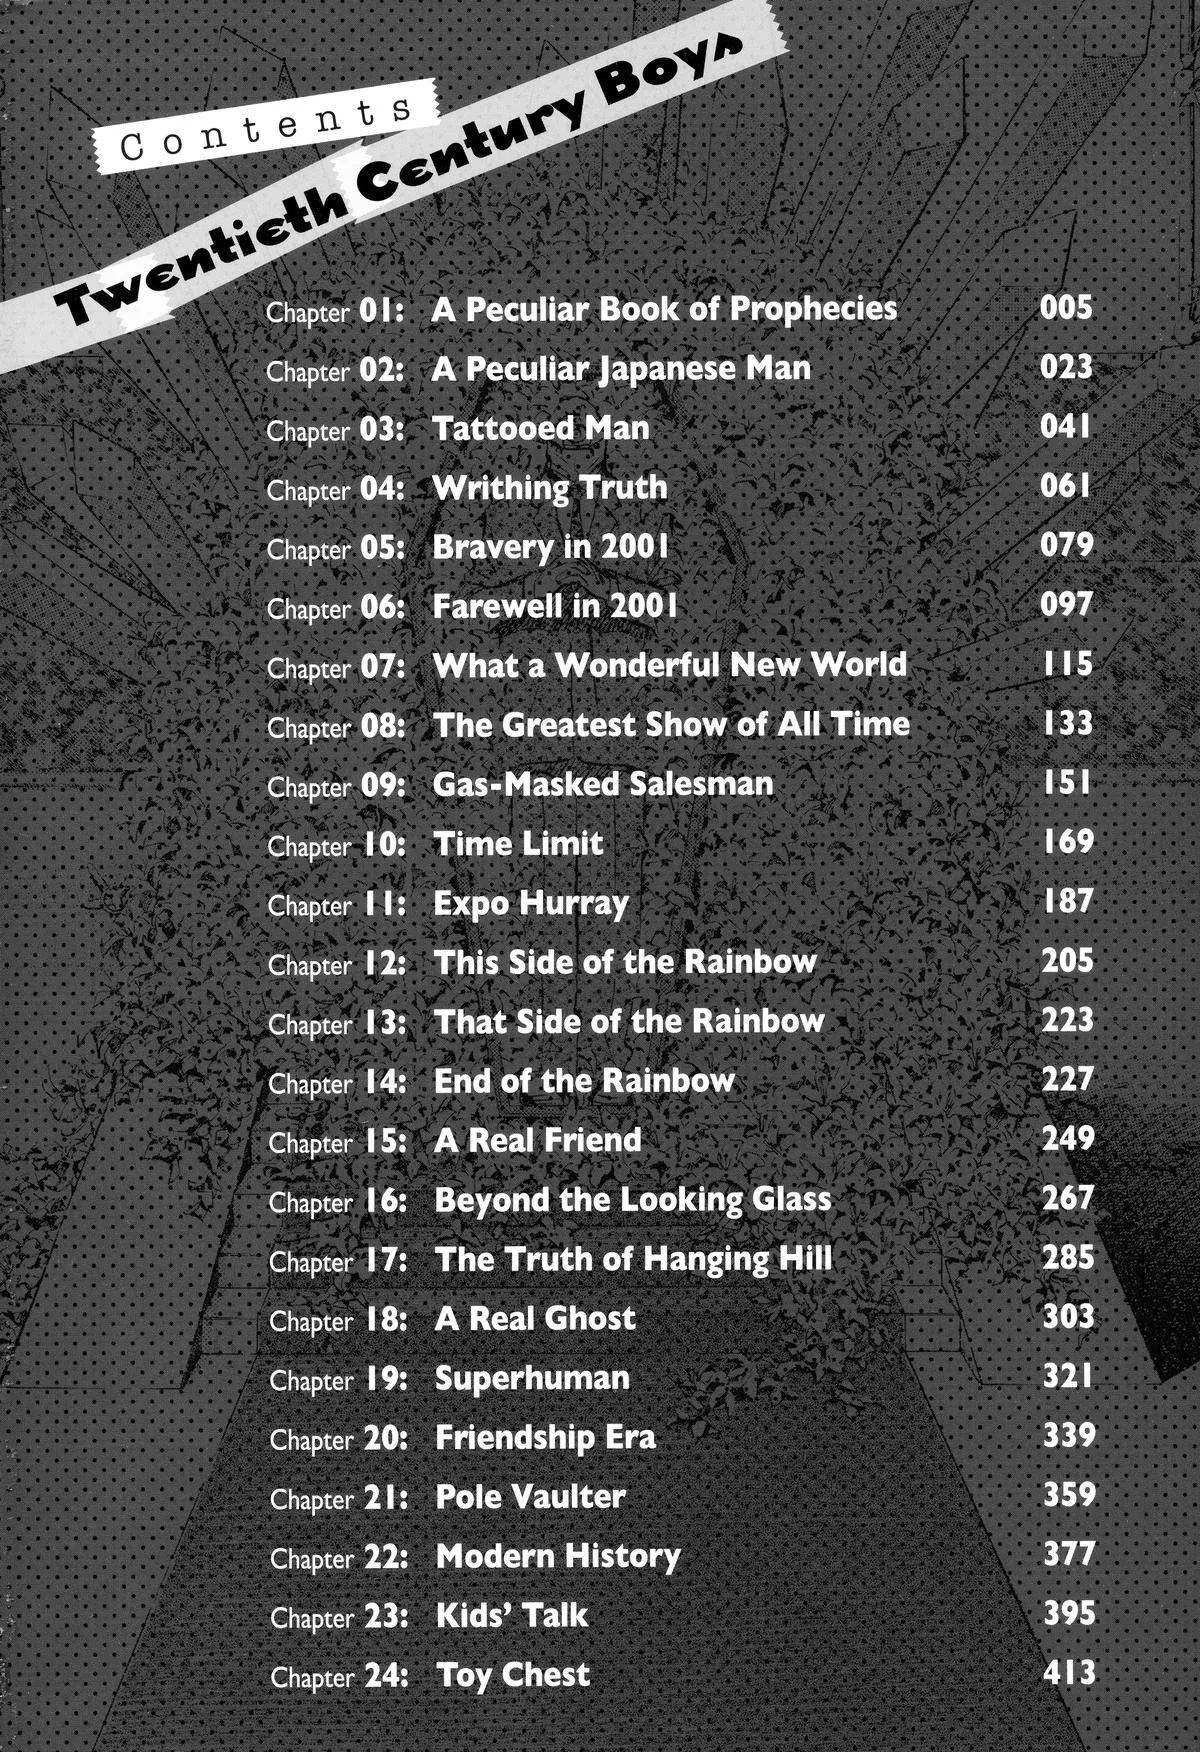 Contents
Twentieth Century Boys
Chapter 01: A Peculiar Book of Prophecies 005
Chapter 02: A Peculiar Japanese Man 023
Chapter 03: Tattooed Man 041
Chapter 04: Writhing Truth 061
Chapter 05: Bravery in 2001 079
Chapter 06: Farewell in 2001 097
Chapter 07: What a Wonderful New World 115
Chapter 08: The Greatest Show of All Time 133
Chapter 09: Gas-Masked Salesman 151
Chapter 10: Time Limit 169
Chapter 11: Expo Hurray 187
Chapter 12: This Side of the Rainbow 205
Chapter 13: That Side of the Rainbow 223
Chapter 14: End of the Rainbow 227
Chapter 15: A Real Friend 249
Chapter 16: Beyond the Looking Glass 267
Chapter 17: The Truth of Hanging Hill 285
Chapter 18: A Real Ghost 303
Chapter 19: Superhuman 321
Chapter 20: Friendship Era 339
Chapter 21: Pole Vaulter 359
Chapter 22: Modern History 377
Chapter 23: Kids' Talk 395
Chapter 24: Toy Chest 413